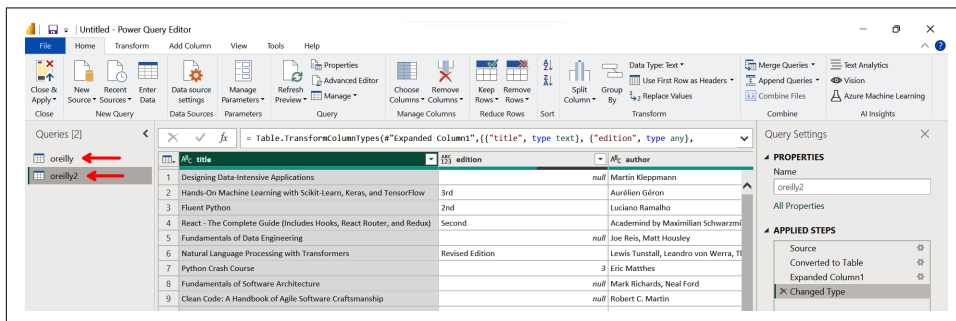 Untitled - Power Query Editor
File Home Transform Add Column View Tools Help
Close & Apply
New Source
Recent Sources
Enter Data
Data source settings
Manage Parameters
Refresh Preview
Properties
Advanced Editor
Manage
Choose Columns
Remove Columns
Keep Rows
Remove Rows
Split Column
Group By
Data Type: Text
Use First Row as Headers
Replace Values
Merge Queries
Append Queries
Combine Files
Text Analytics
Vision
Azure Machine Learning
Close New Query Data Sources Parameters Query Manage Columns Reduce Rows Sort Transform Combine AI Insights
Queries [2]
oreilly
oreilly2
fx = Table.TransformColumnTypes(#"Expanded Column1",{{"title", type text}, {"edition", type any},
ABC title ABC 123 edition ABC author
1 Designing Data-Intensive Applications null Martin Kleppmann
2 Hands-On Machine Learning with Scikit-Learn, Keras, and TensorFlow 3rd Aurélien Géron
3 Fluent Python 2nd Luciano Ramalho
4 React - The Complete Guide (Includes Hooks, React Router, and Redux) Second Academind by Maximilian Schwarzmi
5 Fundamentals of Data Engineering null Joe Reis, Matt Housley
6 Natural Language Processing with Transformers Revised Edition Lewis Tunstall, Leandro von Werra, T
7 Python Crash Course 3 Eric Matthes
8 Fundamentals of Software Architecture null Mark Richards, Neal Ford
9 Clean Code: A Handbook of Agile Software Craftsmanship null Robert C. Martin
Query Settings
PROPERTIES
Name
oreilly2
All Properties
APPLIED STEPS
Source
Converted to Table
Expanded Column1
Changed Type